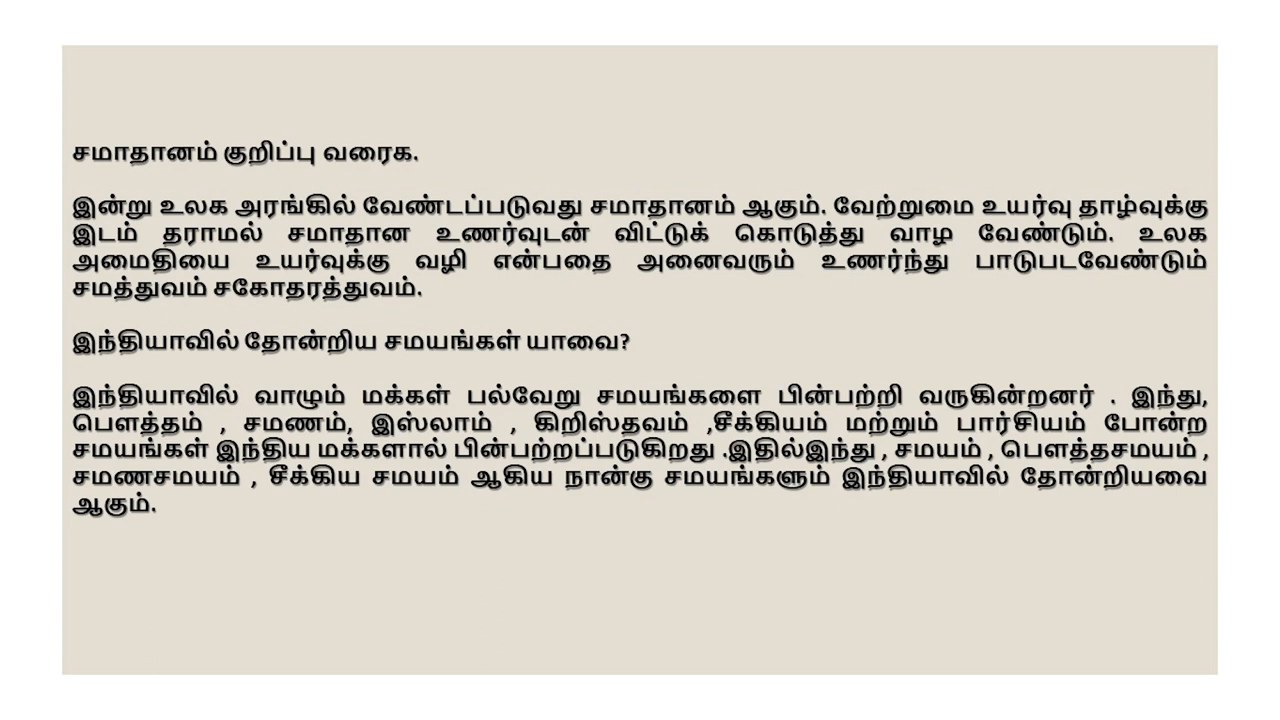 சமாதானம் குறிப்பு வரைக.
இன்று உலக அரங்கில் வேண்டப்படுவது சமாதானம் ஆகும். வேற்றுமை உயர்வு தாழ்வுக்கு
இடம் தராமல் சமாதான உணர்வுடன் விட்டுக் கொடுத்து வாழ வேண்டும். உலக
அமைதியை உயர்வுக்கு வழி என்பதை அனைவரும் உணர்ந்து பாடுபடவேண்டும்
சமத்துவம் சகோதரத்துவம்.
இந்தியாவில் தோன்றிய சமயங்கள் யாவை?
இந்தியாவில் வாழும் மக்கள் பல்வேறு சமயங்களை பின்பற்றி வருகின்றனர் . இந்து,
பௌத்தம் , சமணம், இஸ்லாம் , கிறிஸ்தவம் ,சீக்கியம் மற்றும் பார்சியம் போன்ற
சமயங்கள் இந்திய மக்களால் பின்பற்றப்படுகிறது .இதில்இந்து , சமயம் , பௌத்தசமயம் ,
சமணசமயம் , சீக்கிய சமயம் ஆகிய நான்கு சமயங்களும் இந்தியாவில் தோன்றியவை
ஆகும்.